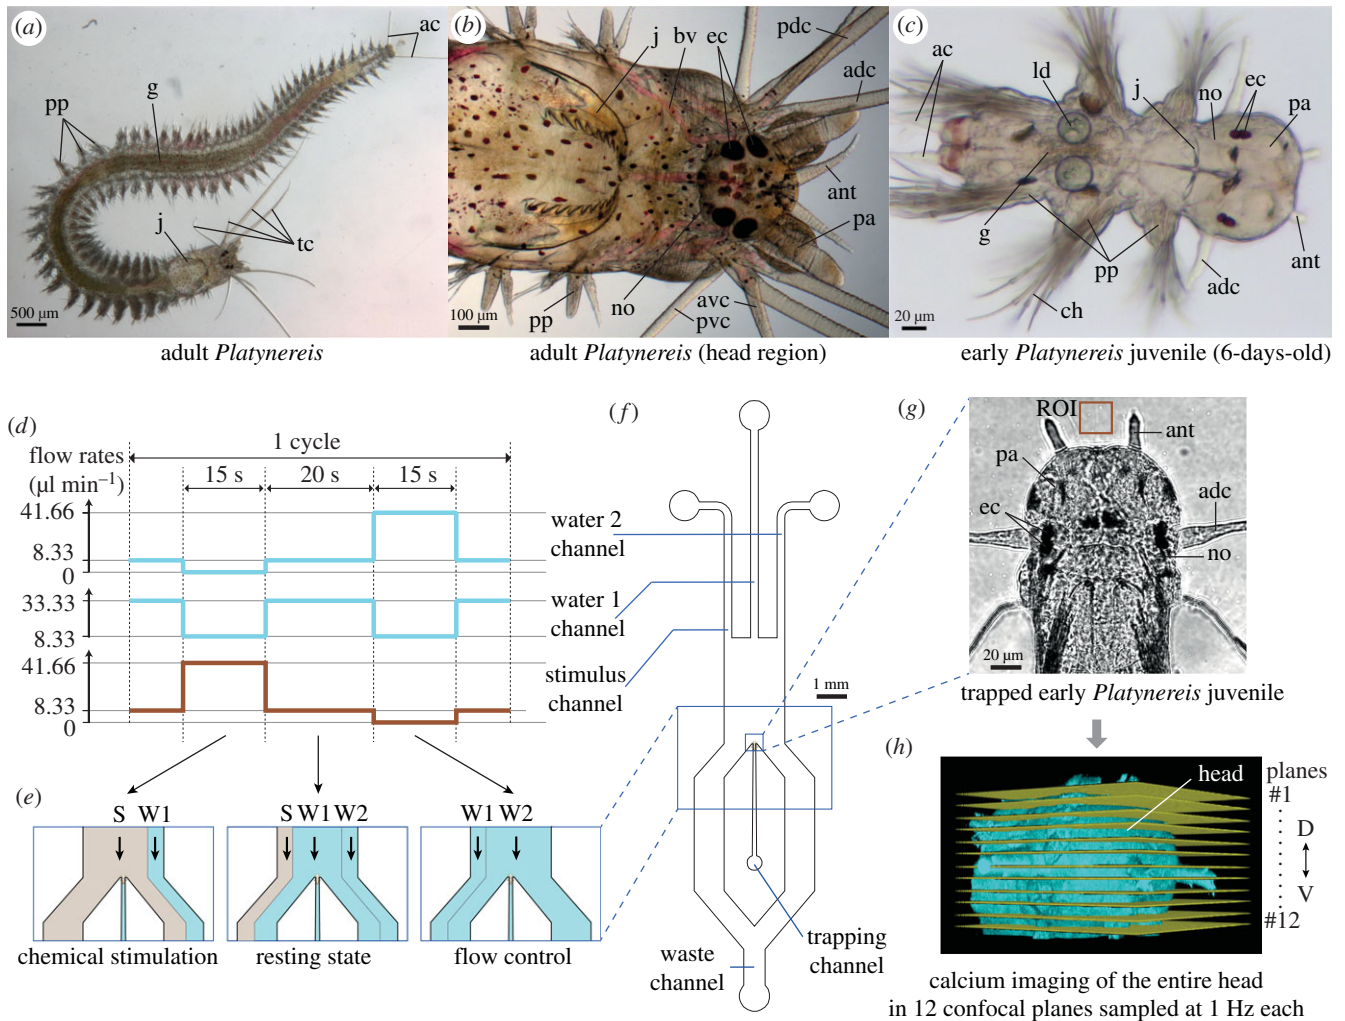 (a)
ac
pp
g
j
tc
500 µm
adult Platynereis
(b)
j bv ec
pdc
adc
ant
pa
avc
pvc
no
pp
100 µm
adult Platynereis (head region)
(c)
ac
ld
j
no
ec
pa
g
pp
ch
adc
ant
20 µm
early Platynereis juvenile (6-days-old)
(d)
1 cycle
flow rates
(µl min–1)
15 s 20 s 15 s
41.66
8.33
0
33.33
8.33
41.66
8.33
0
water 2
channel
water 1
channel
stimulus
channel
(e)
S W1
S W1 W2
W1 W2
chemical stimulation
resting state
flow control
(f)
1 mm
waste
channel
trapping
channel
(g)
ROI
ant
pa
ec
adc
no
20 µm
trapped early Platynereis juvenile
(h)
head
planes
#1
D
V
#12
calcium imaging of the entire head
in 12 confocal planes sampled at 1 Hz each